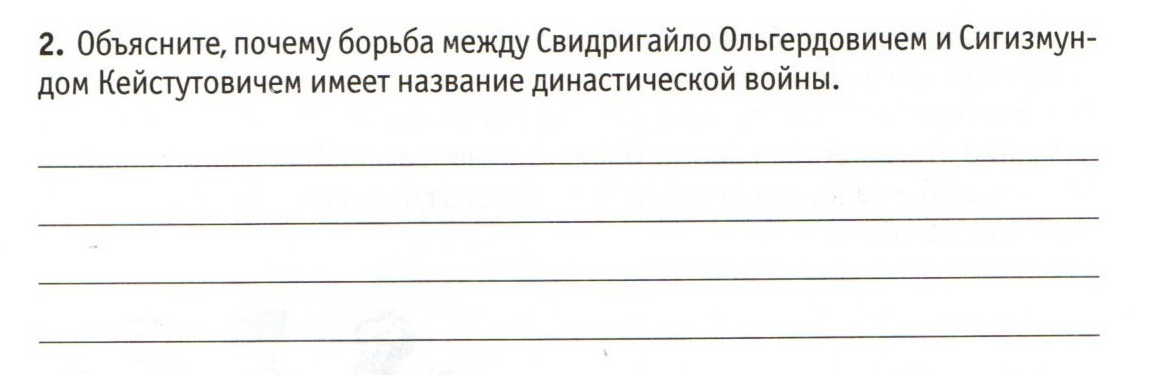 2. Объясните, почему борьба между Свидригайло Ольгердовичем и Сигизмун-
дом Кейстутовичем имеет название династической войны.